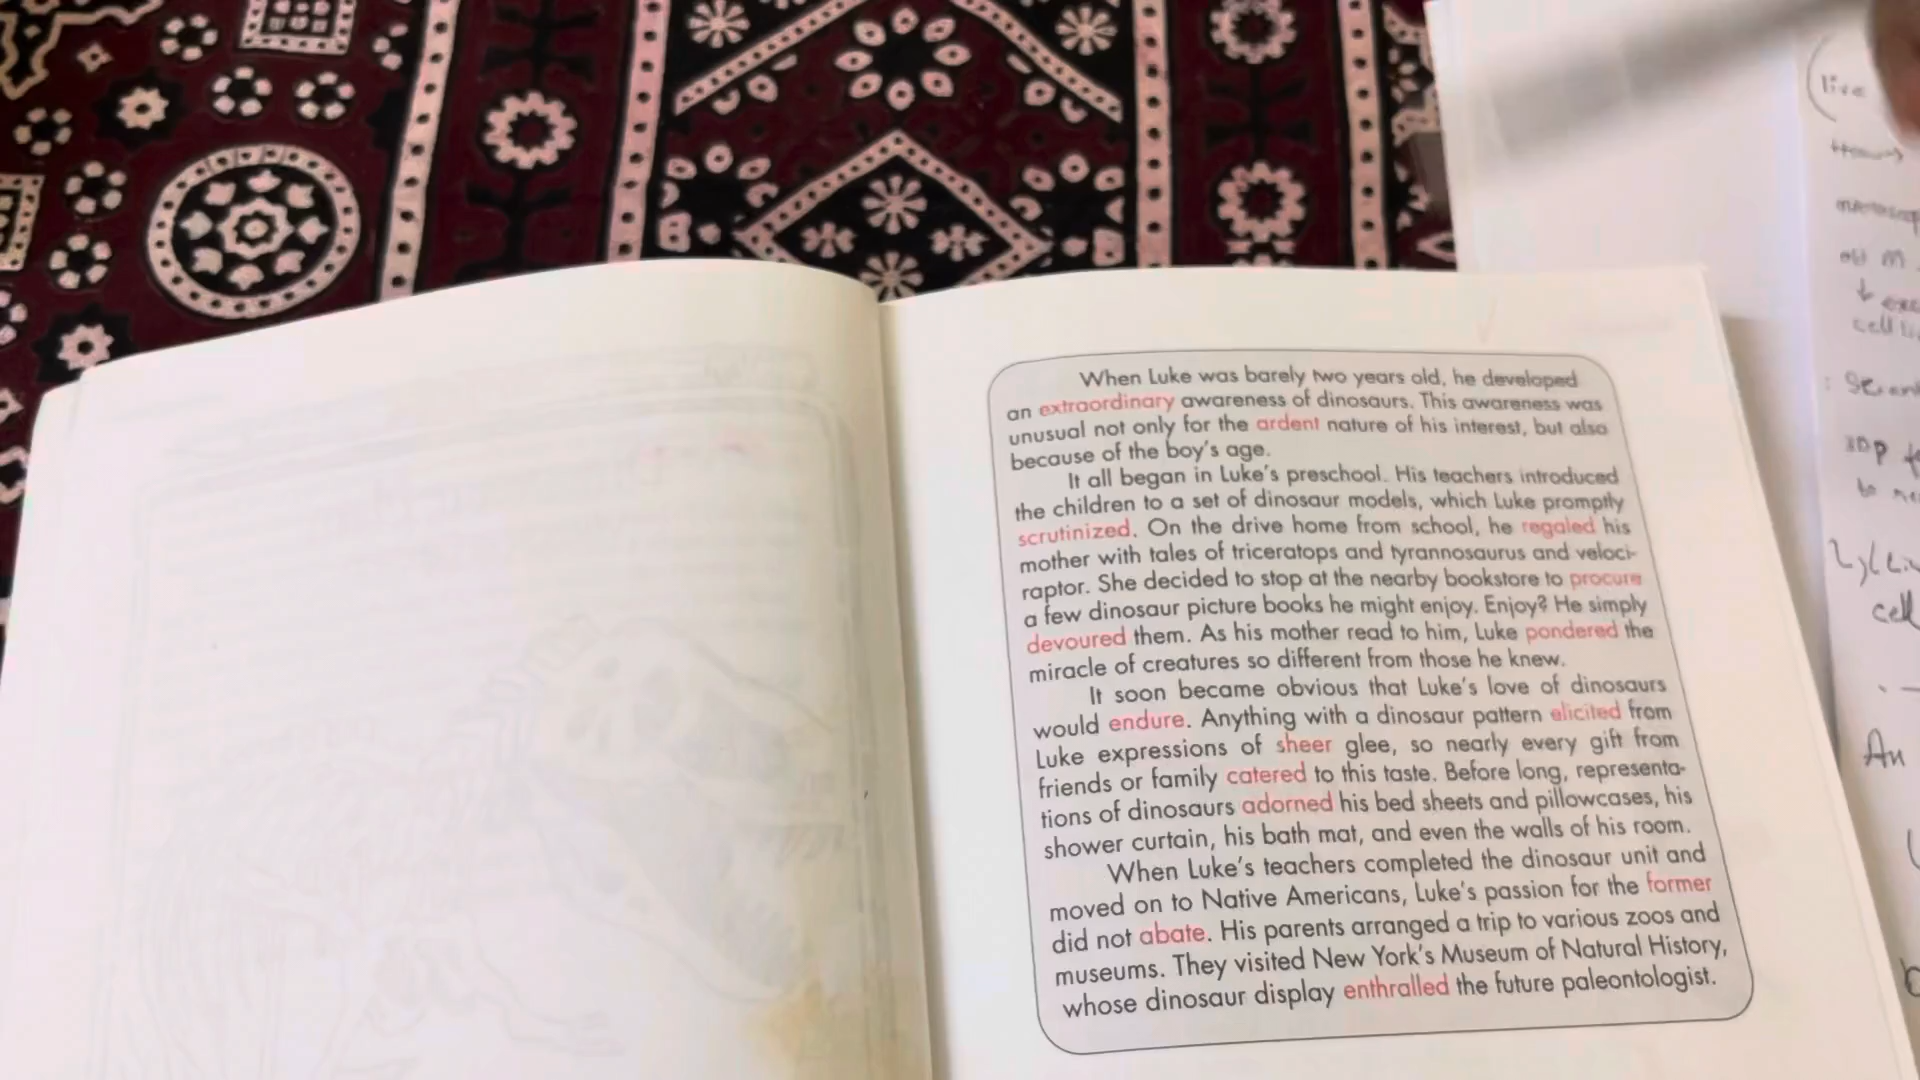 When Luke was barely two years old, he developed
an extraordinary awareness of dinosaurs. This awareness was
unusual not only for the ardent nature of his interest, but also
because of the boy's age.
It all began in Luke's preschool. His teachers introduced
the children to a set of dinosaur models, which Luke promptly
scrutinized. On the drive home from school, he regaled his
mother with tales of triceratops and tyrannosaurus and veloci-
raptor. She decided to stop at the nearby bookstore to procure
a few dinosaur picture books he might enjoy. Enjoy? He simply
devoured them. As his mother read to him, Luke pondered the
miracle of creatures so different from those he knew.
It soon became obvious that Luke's love of dinosaurs
would endure. Anything with a dinosaur pattern elicited from
Luke expressions of sheer glee, so nearly every gift from
friends or family catered to this taste. Before long, representa-
tions of dinosaurs adorned his bed sheets and pillowcases, his
shower curtain, his bath mat, and even the walls of his room.
When Luke's teachers completed the dinosaur unit and
moved on to Native Americans, Luke's passion for the former
did not abate. His parents arranged a trip to various zoos and
museums. They visited New York's Museum of Natural History,
whose dinosaur display enthralled the future paleontologist.
(live
cell
An